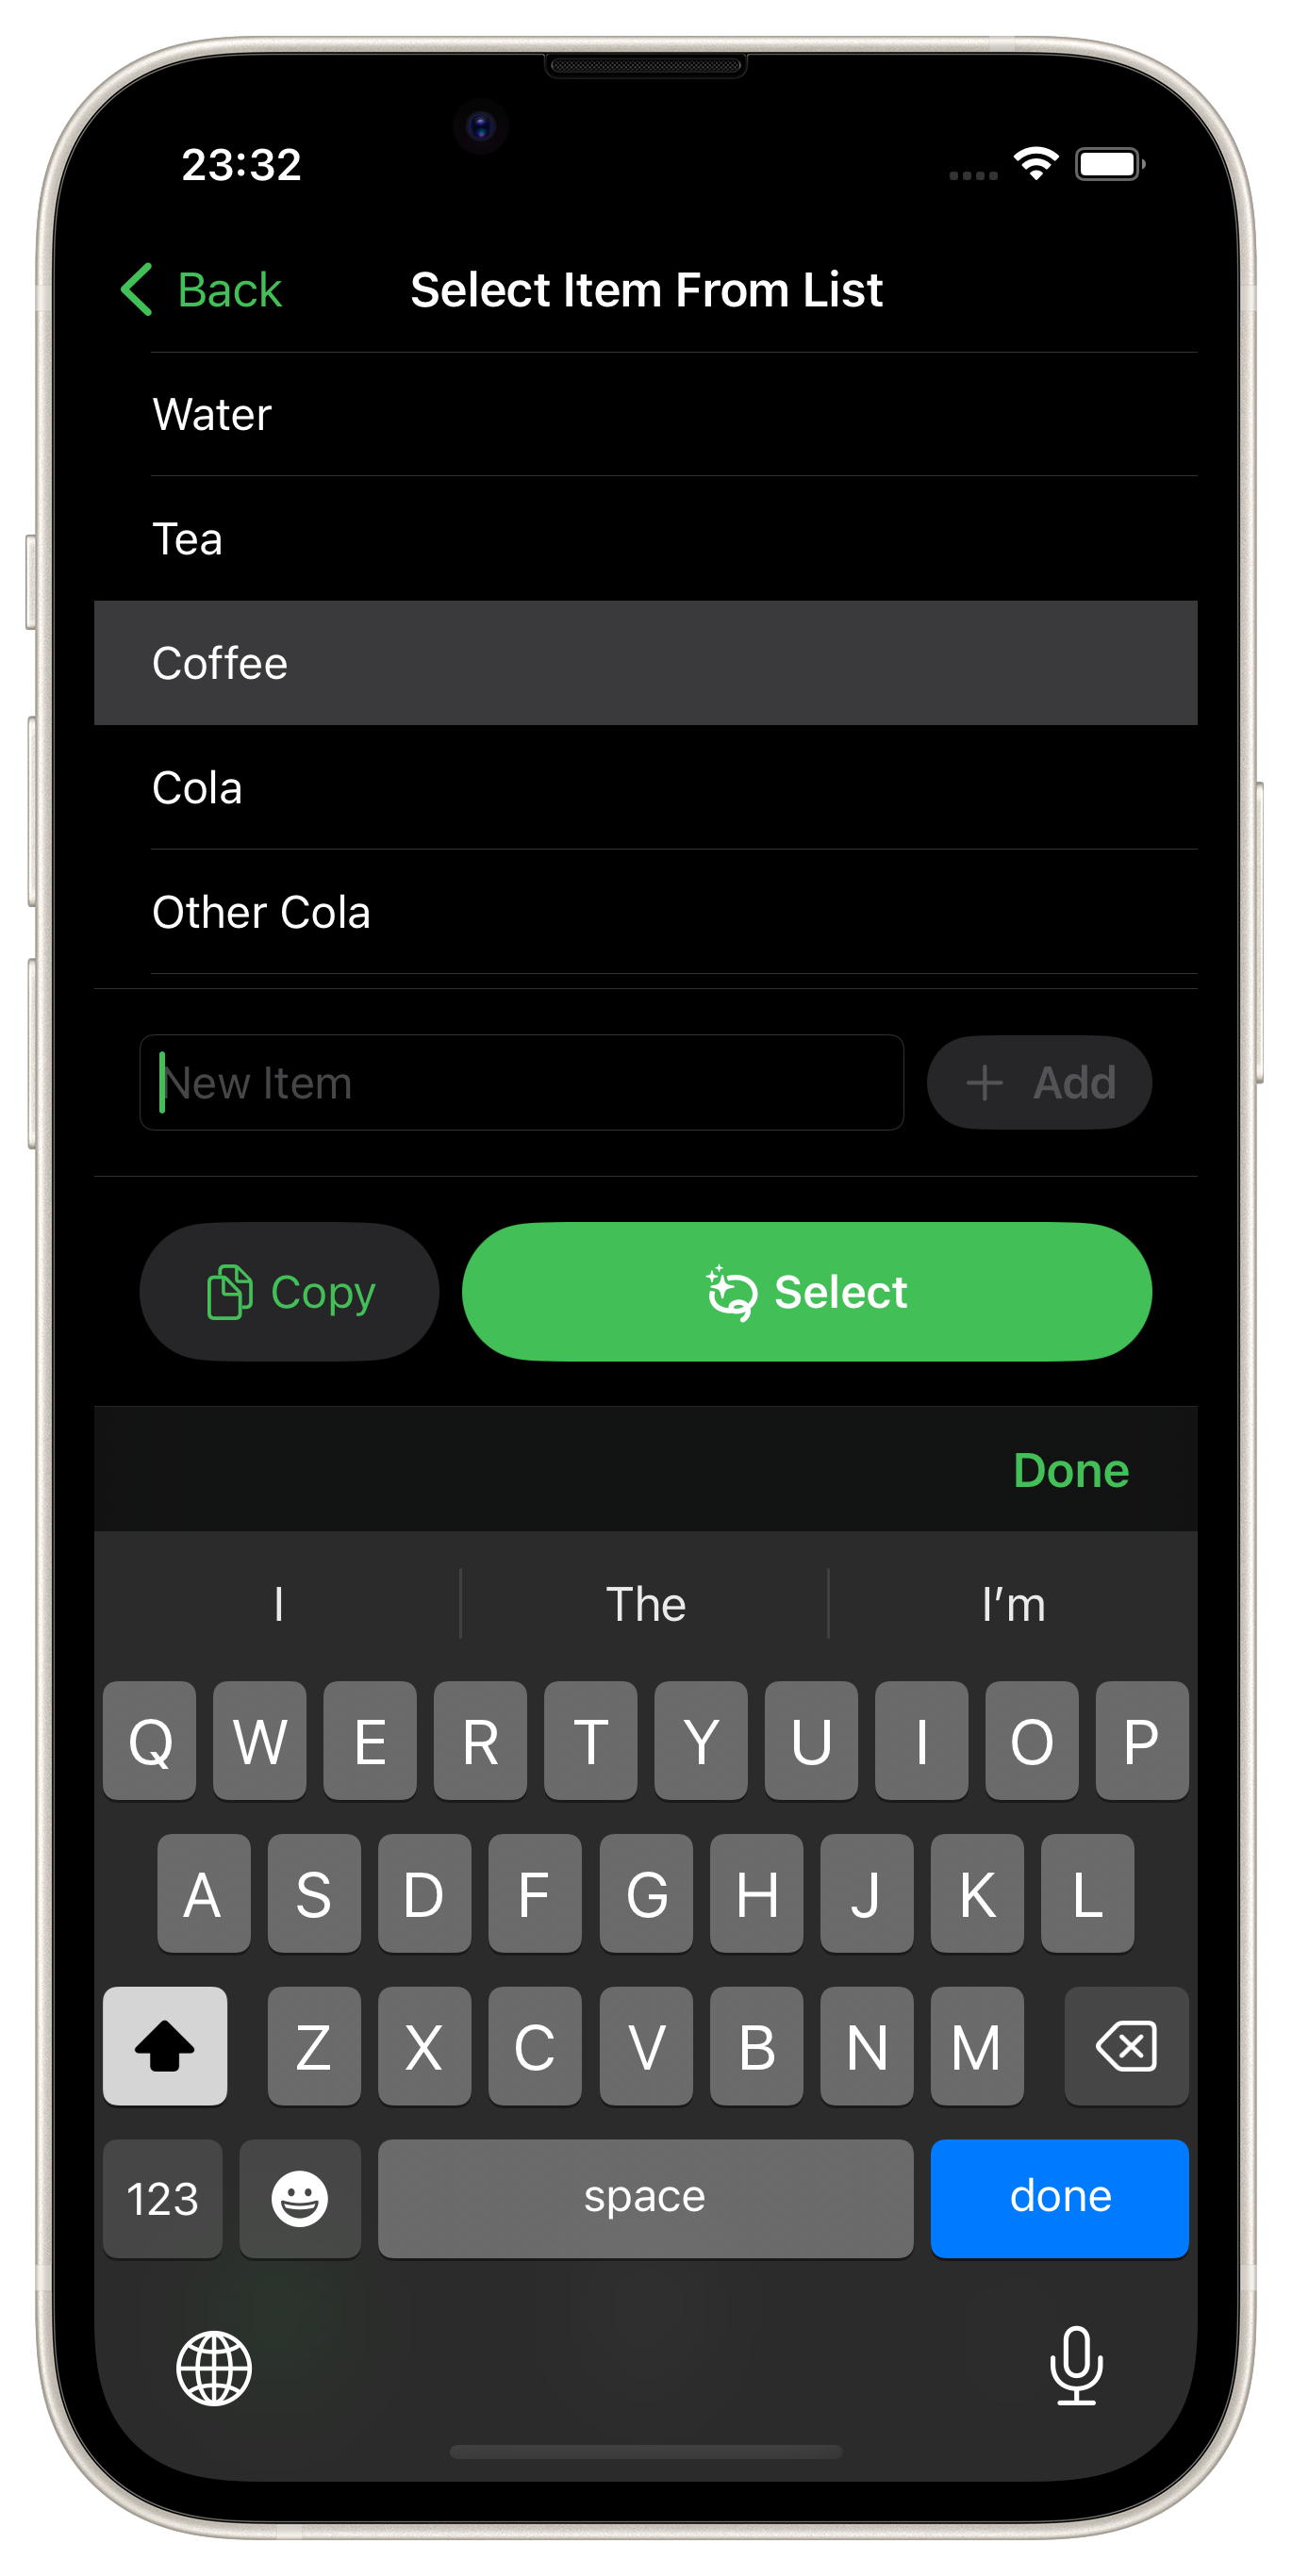 23:32
Back Select Item From List
Water
Tea
Coffee
Cola
Other Cola
New Item Add
Copy Select
Done
I The I’m
Q W E R T Y U I O P
A S D F G H J K L
Z X C V B N M
123 space done